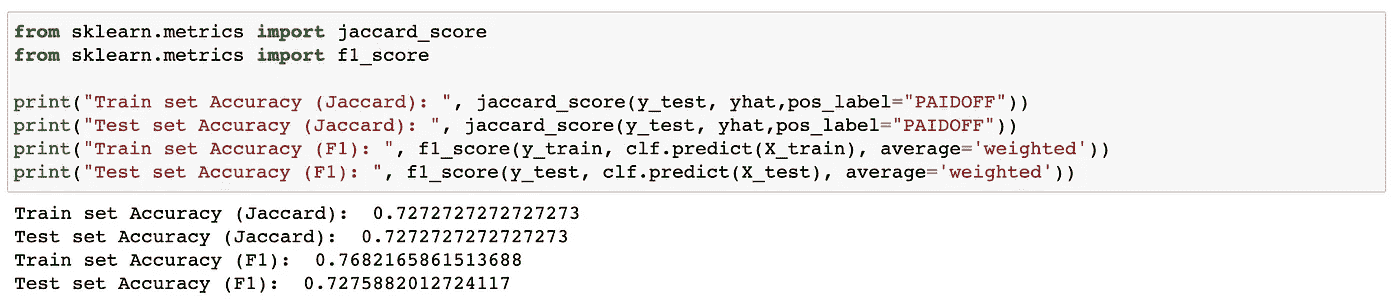 from sklearn.metrics import jaccard_score
from sklearn.metrics import f1_score
print("Train set Accuracy (Jaccard): ", jaccard_score(y_test, yhat,pos_label="PAIDOFF"))
print("Test set Accuracy (Jaccard): ", jaccard_score(y_test, yhat,pos_label="PAIDOFF"))
print("Train set Accuracy (F1): ", f1_score(y_train, clf.predict(X_train), average='weighted'))
print("Test set Accuracy (F1): ", f1_score(y_test, clf.predict(X_test), average='weighted'))
Train set Accuracy (Jaccard):  0.7272727272727273
Test set Accuracy (Jaccard):  0.7272727272727273
Train set Accuracy (F1):  0.7682165861513688
Test set Accuracy (F1):  0.7275882012724117